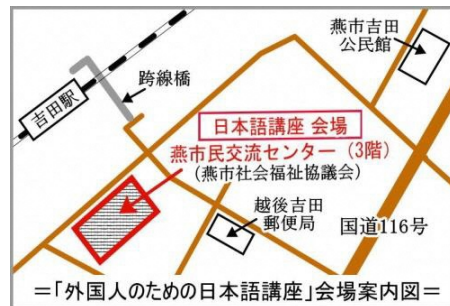 燕市吉田
公民館
跨線橋
吉田駅
日本語講座 会場
燕市民交流センター（3階）
（燕市社会福祉協議会）
越後吉田
郵便局
国道116号
＝「外国人のための日本語講座」会場案内図＝